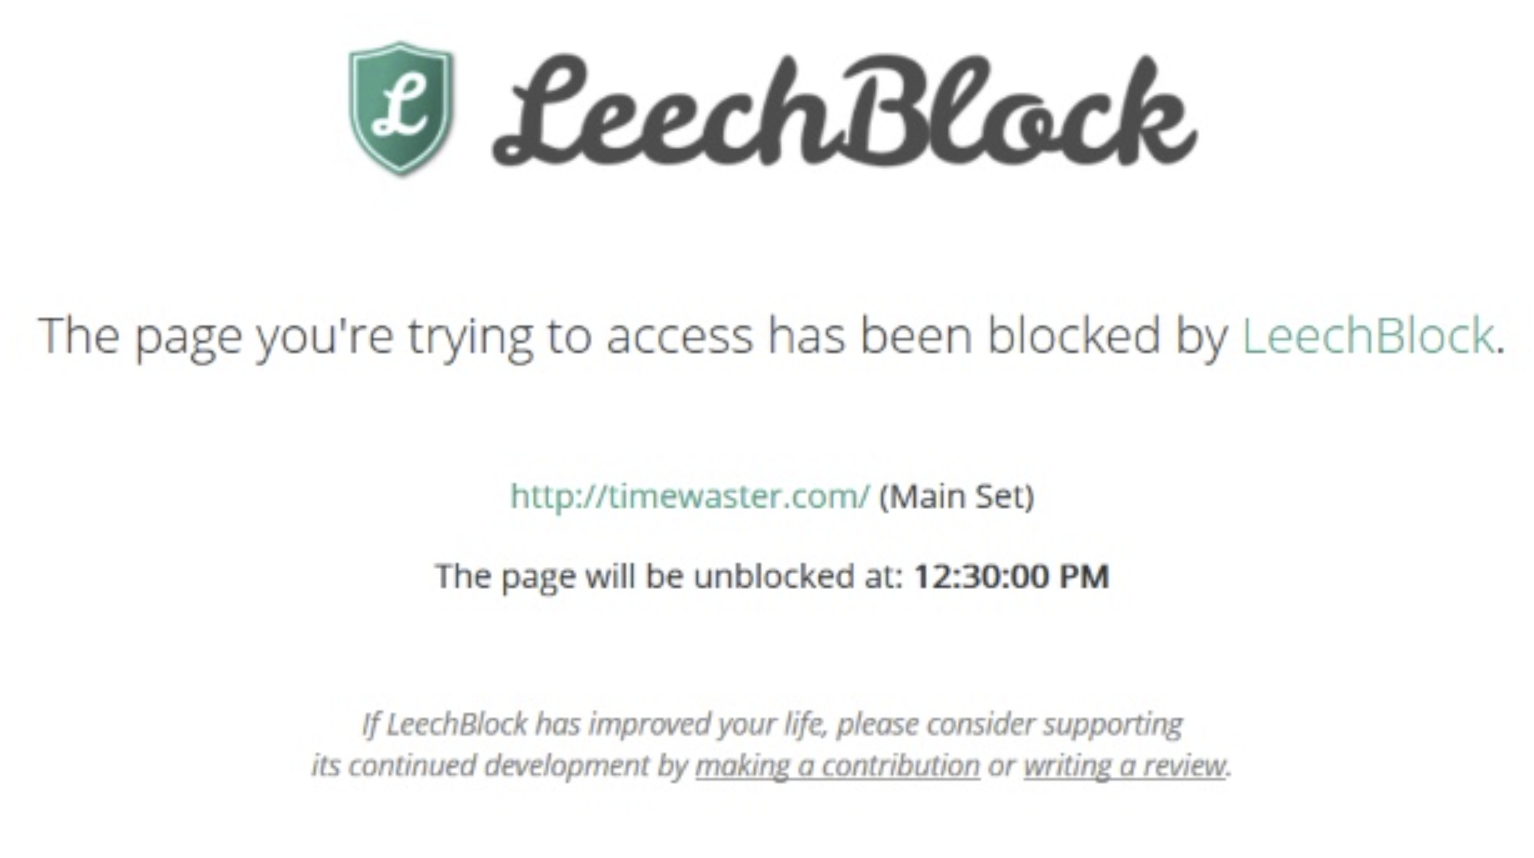 L LeechBlock
The page you're trying to access has been blocked by LeechBlock.
http://timewaster.com/ (Main Set)
The page will be unblocked at: 12:30:00 PM
If LeechBlock has improved your life, please consider supporting
its continued development by making a contribution or writing a review.